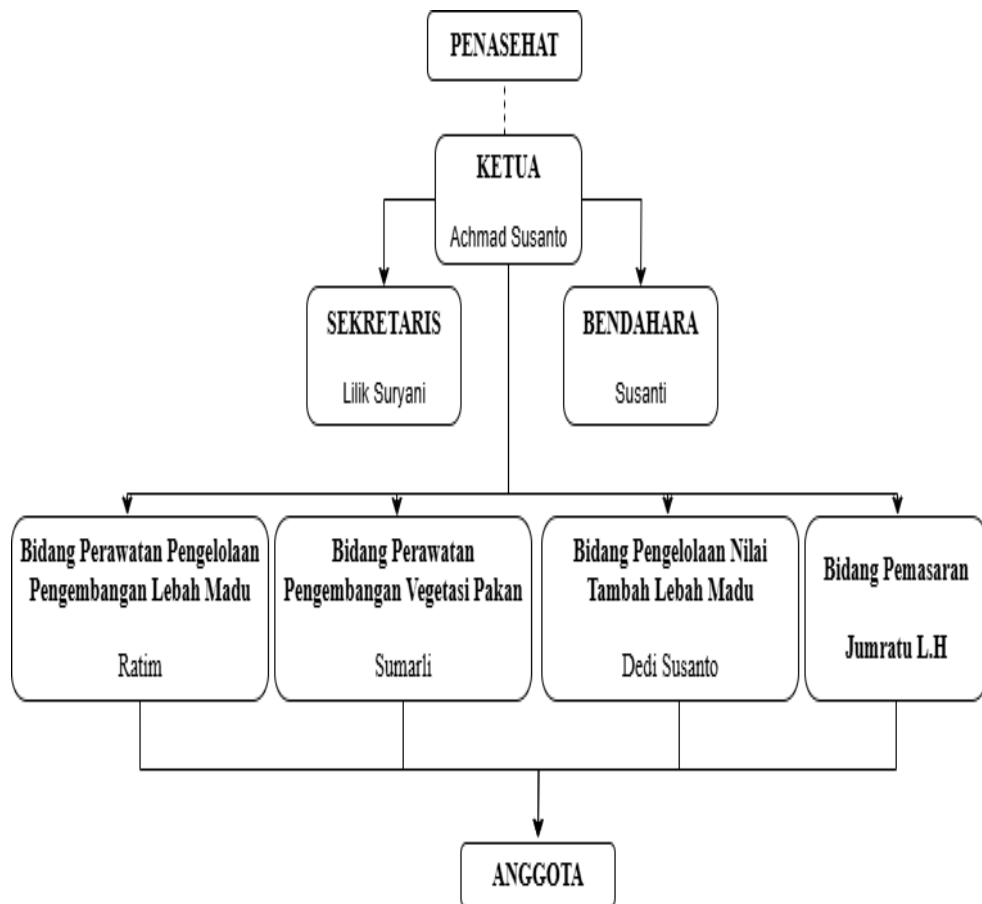 PENASEHAT
KETUA
Achmad Susanto
SEKRETARIS
Lilik Suryani
BENDAHARA
Susanti
Bidang Perawatan Pengelolaan
Pengembangan Lebah Madu
Ratim
Bidang Perawatan
Pengembangan Vegetasi Pakan
Sumarli
Bidang Pengelolaan Nilai
Tambah Lebah Madu
Dedi Susanto
Bidang Pemasaran
Jumratu L.H
ANGGOTA